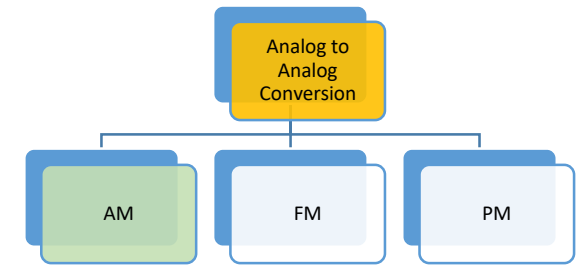 Analog to
Analog
Conversion
AM
FM
PM